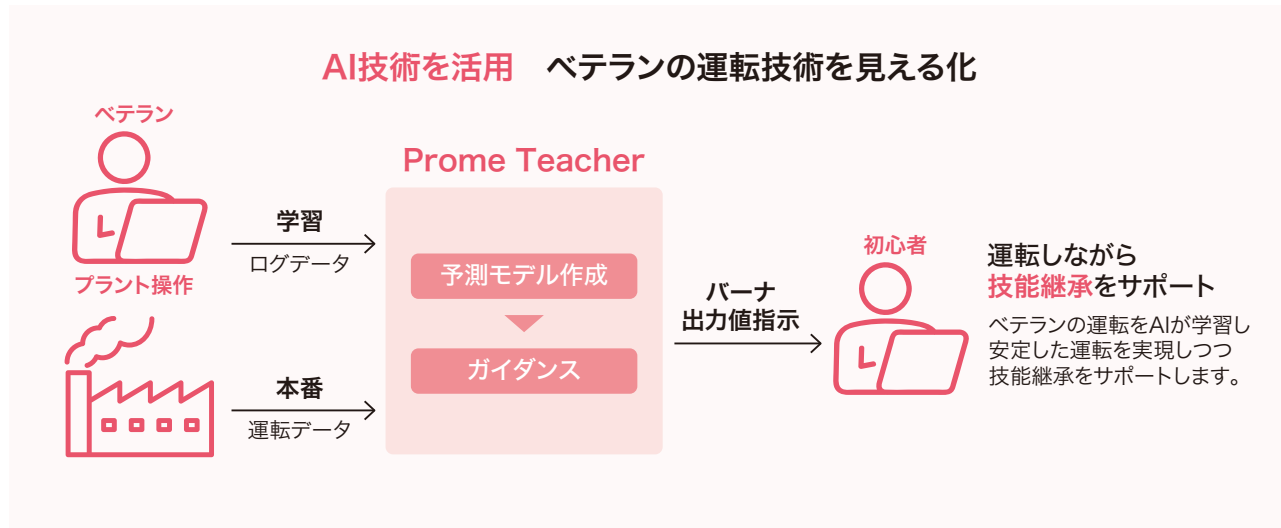 AI技術を活用　ベテランの運転技術を見える化
ベテラン
プラント操作
学習
ログデータ
本番
運転データ
Prome Teacher
予測モデル作成
ガイダンス
バーナ
出力値指示
初心者
運転しながら
技能継承をサポート
ベテランの運転をAIが学習し
安定した運転を実現しつつ
技能継承をサポートします。